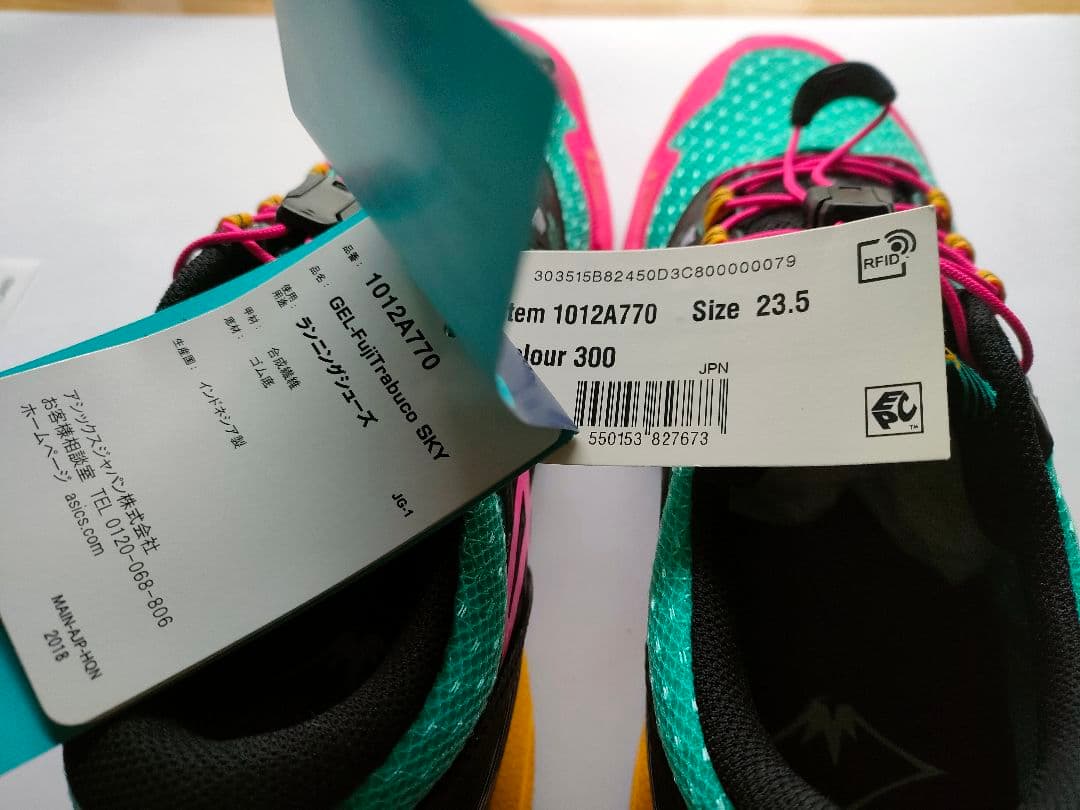 303515B82450D3C800000079
RFID
tem 1012A770 Size 23.5
lour 300
JPN
550153 827673
EPC
TM
品番: 1012A770
品名: GEL-FujiTrabuco SKY
使用用途: ランニングシューズ
甲材: 合成繊維
底材: ゴム底
生産国: インドネシア製
JG-1
アシックスジャパン株式会社
お客様相談室 TEL 0120-068-806
ホームページ asics.com
MAIN-AJP-HQN
2018